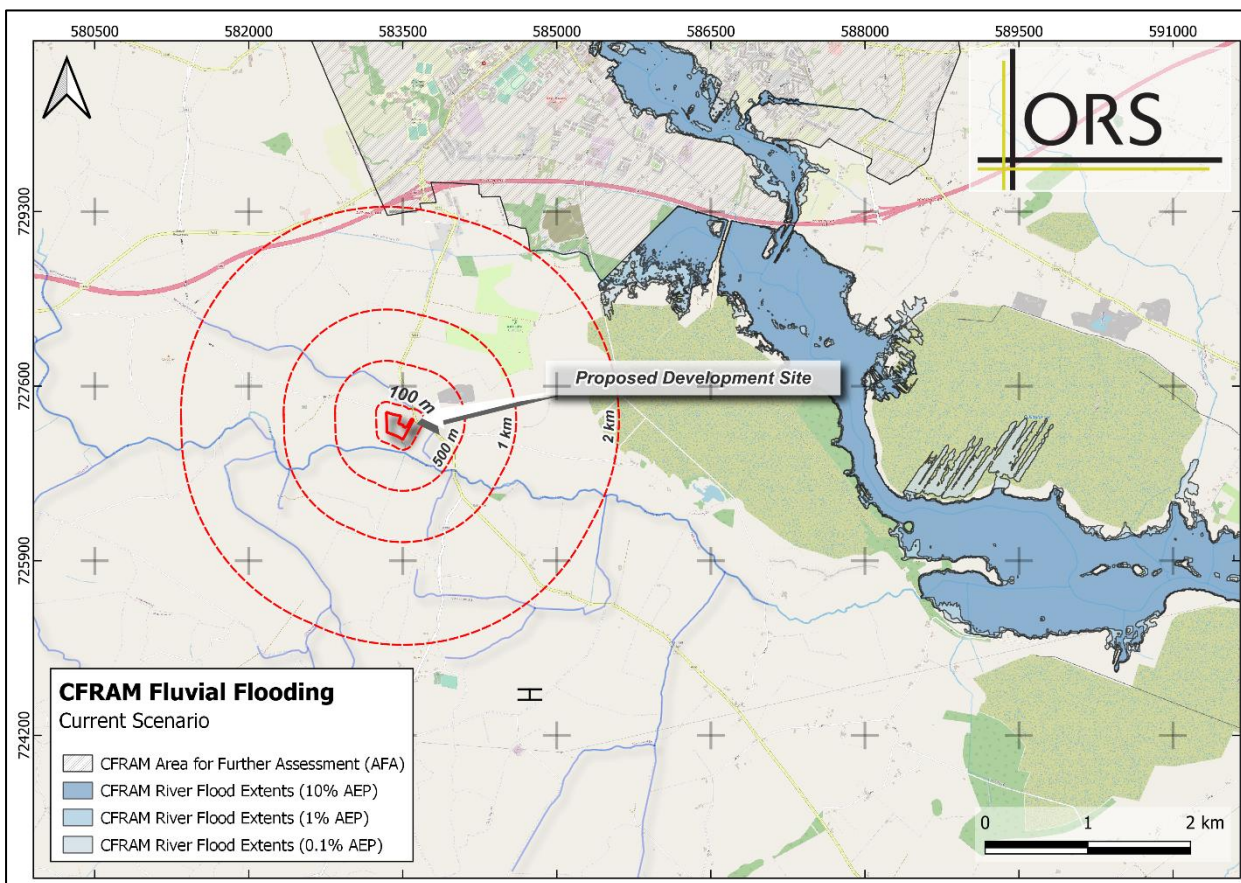 580500 582000 583500 585000 586500 588000 589500 591000
ORS
729300
727600
725900
724200
Proposed Development Site
100 m
500 m
1 km
2 km
CFRAM Fluvial Flooding
Current Scenario
CFRAM Area for Further Assessment (AFA)
CFRAM River Flood Extents (10% AEP)
CFRAM River Flood Extents (1% AEP)
CFRAM River Flood Extents (0.1% AEP)
0 1 2 km